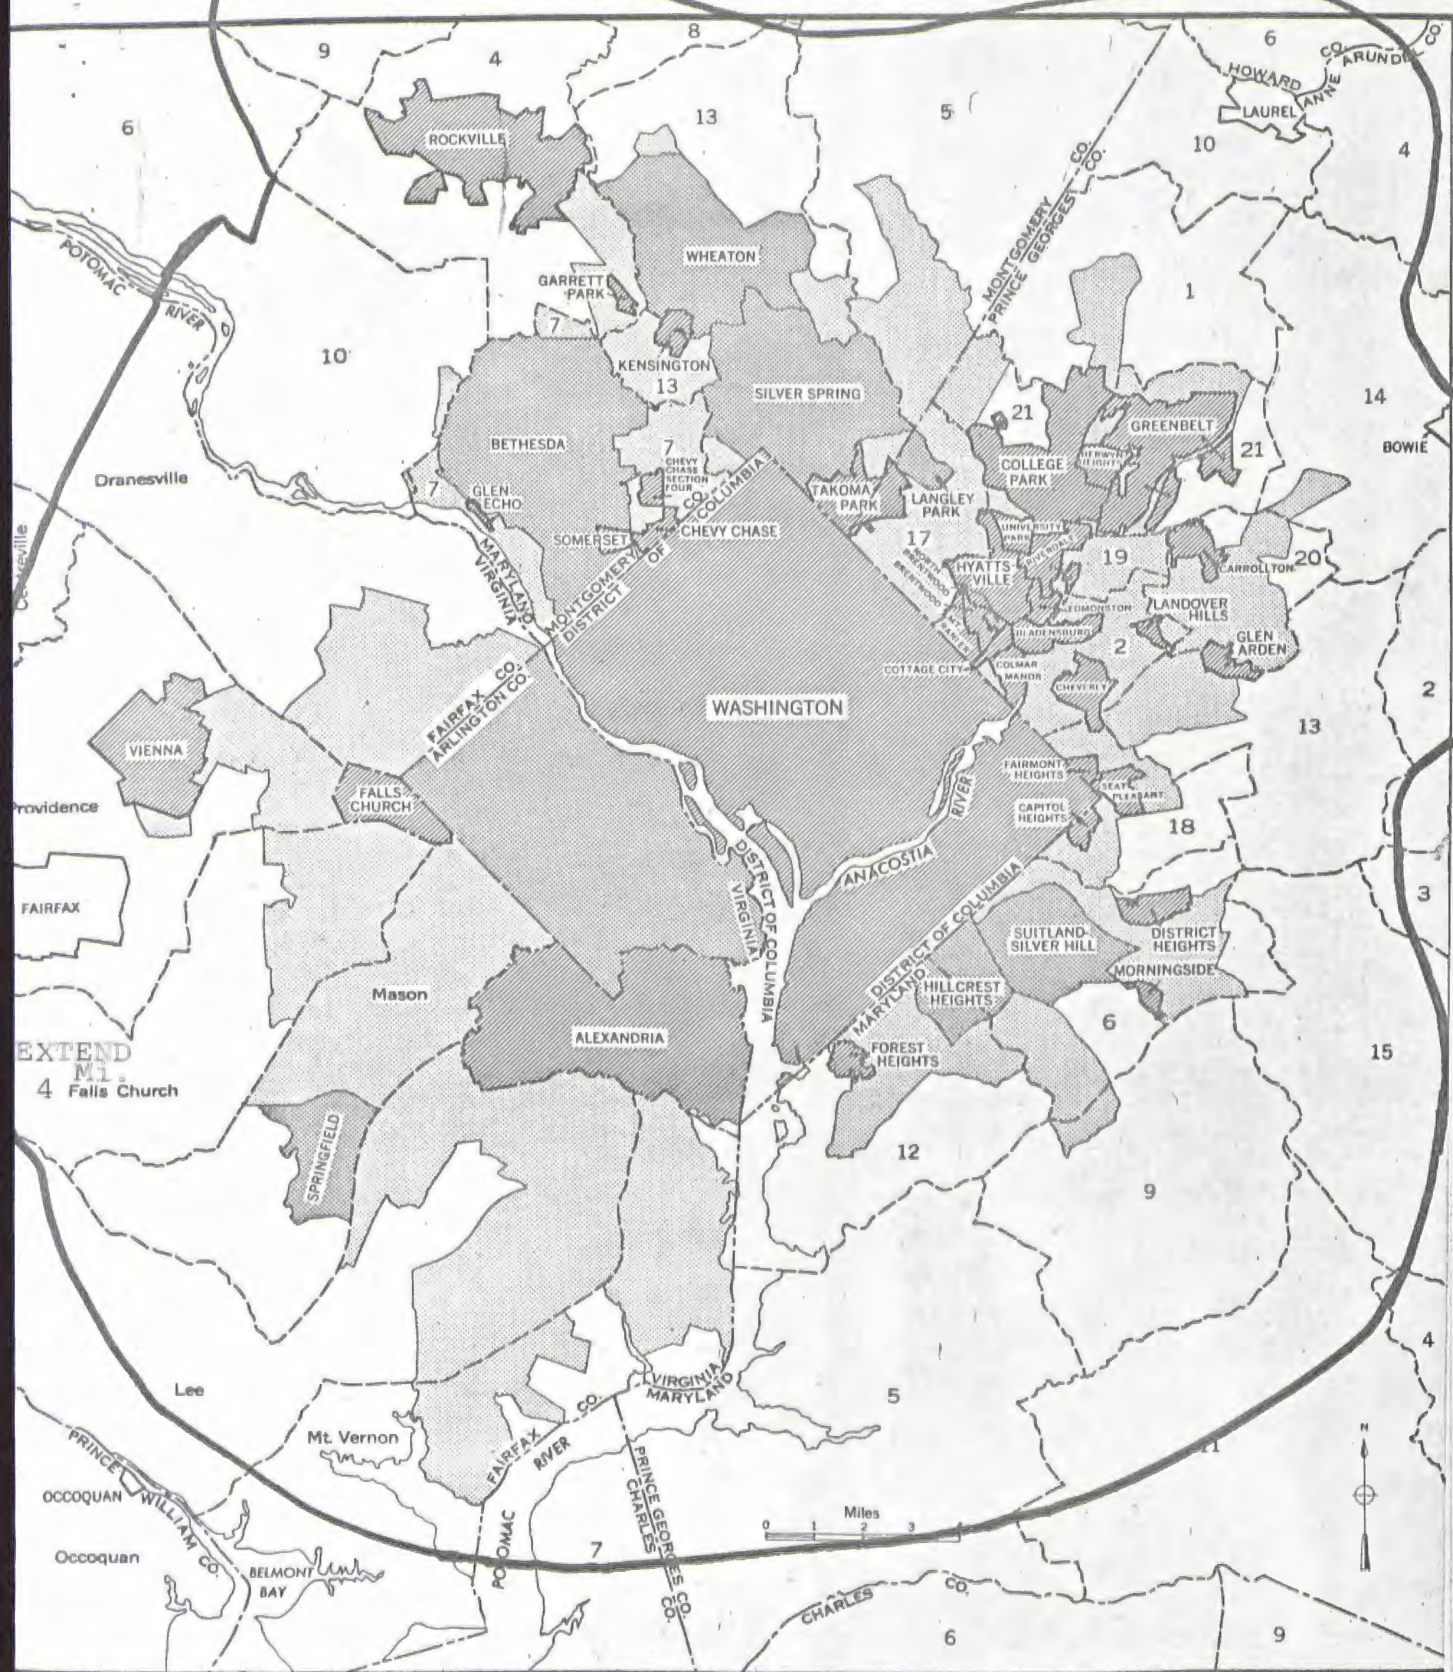 9
4
8
6
CO.
ARUNDEL
CO.
HOWARD
ANNE
LAUREL
6
ROCKVILLE
13
5
10
4
CO.
CO.
MONTGOMERY
PRINCE GEORGES
POTOMAC
RIVER
WHEATON
GARRETT
PARK
7
1
10
KENSINGTON
13
SILVER SPRING
14
21
GREENBELT
BOWIE
BETHESDA
7
CHEVY
CHASE
SECTION
FOUR
COLLEGE
PARK
BERWYN
HEIGHTS
21
Dranesville
7
GLEN
ECHO
CO.
COLUMBIA
TAKOMA
PARK
LANGLEY
PARK
SOMERSET
CHEVY CHASE
MONTGOMERY
DISTRICT OF
17
UNIVERSITY
PARK
RIVERDALE
19
20
CARROLLTON
Centreville
MARYLAND
VIRGINIA
NORTH
BRENTWOOD
BRENTWOOD
HYATTS-
VILLE
EDMONSTON
LANDOVER
HILLS
BLADENSBURG
2
GLEN
ARDEN
COTTAGE CITY
COLMAR
MANOR
CHEVERLY
2
FAIRFAX CO.
ARLINGTON CO.
WASHINGTON
13
VIENNA
FALLS
CHURCH
FAIRMONT
HEIGHTS
SEAT
PLEASANT
Providence
RIVER
CAPITOL
HEIGHTS
18
ANACOSTIA
DISTRICT OF COLUMBIA
VIRGINIA
3
FAIRFAX
DISTRICT OF COLUMBIA
MARYLAND
SUITLAND-
SILVER HILL
DISTRICT
HEIGHTS
MORNINGSIDE
HILLCREST
HEIGHTS
Mason
6
ALEXANDRIA
FOREST
HEIGHTS
15
EXTEND
Mi.
4 Falls Church
SPRINGFIELD
12
9
4
Lee
5
VIRGINIA
MARYLAND
Mt. Vernon
FAIRFAX CO.
RIVER
POTOMAC
PRINCE GEORGES CO.
CHARLES CO.
11
N
PRINCE WILLIAM CO.
OCCOQUAN
Miles
0 1 2 3 4
Occoquan
7
BELMONT
BAY
CHARLES CO.
6
9